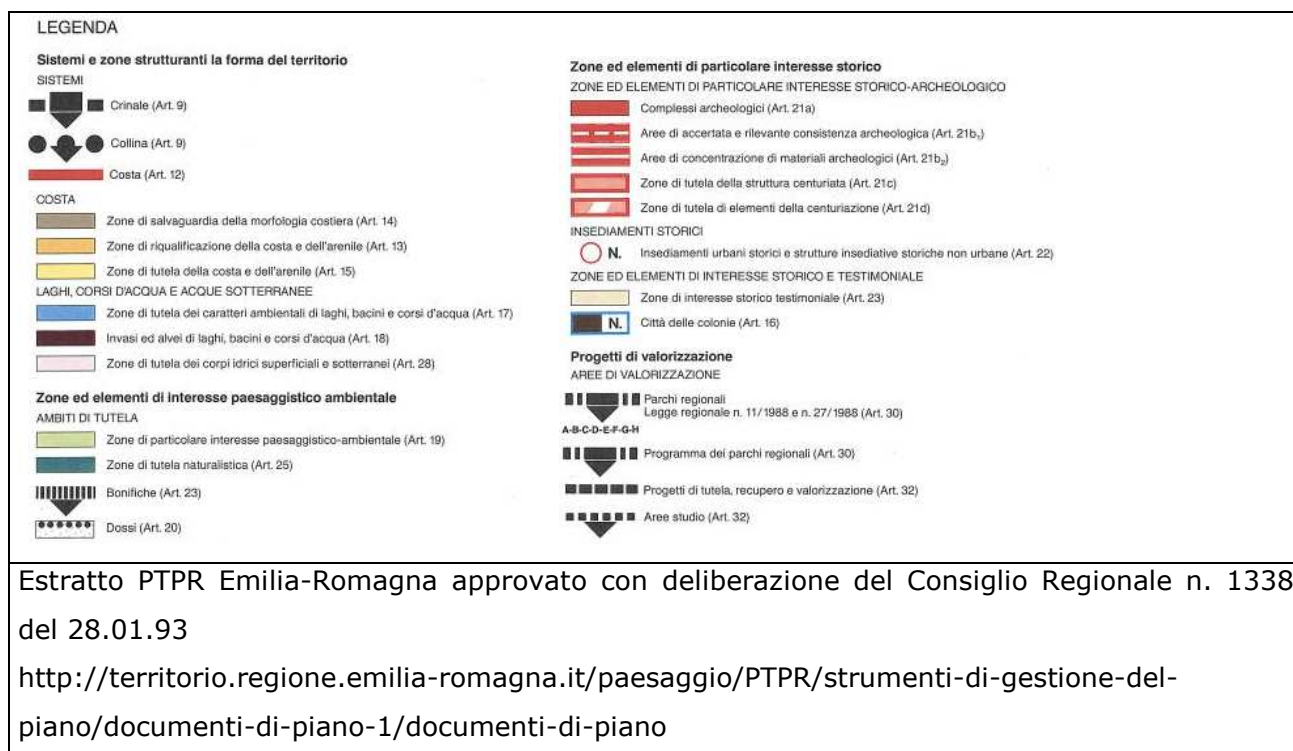 LEGENDA
Sistemi e zone strutturanti la forma del territorio
SISTEMI
Crinale (Art. 9)
Collina (Art. 9)
Costa (Art. 12)
COSTA
Zone di salvaguardia della morfologia costiera (Art. 14)
Zone di riqualificazione della costa e dell'arenile (Art. 13)
Zone di tutela della costa e dell'arenile (Art. 15)
LAGHI, CORSI D'ACQUA E ACQUE SOTTERRANEE
Zone di tutela dei caratteri ambientali di laghi, bacini e corsi d'acqua (Art. 17)
Invasi ed alvei di laghi, bacini e corsi d'acqua (Art. 18)
Zone di tutela dei corpi idrici superficiali e sotterranei (Art. 28)
Zone ed elementi di interesse paesaggistico ambientale
AMBITI DI TUTELA
Zone di particolare interesse paesaggistico-ambientale (Art. 19)
Zone di tutela naturalistica (Art. 25)
Bonifiche (Art. 23)
Dossi (Art. 20)
Zone ed elementi di particolare interesse storico
ZONE ED ELEMENTI DI PARTICOLARE INTERESSE STORICO-ARCHEOLOGICO
Complessi archeologici (Art. 21a)
Aree di accertata e rilevante consistenza archeologica (Art. 21b₁)
Aree di concentrazione di materiali archeologici (Art. 21b₂)
Zone di tutela della struttura centuriata (Art. 21c)
Zone di tutela di elementi della centuriazione (Art. 21d)
INSEDIAMENTI STORICI
N. Insediamenti urbani storici e strutture insediative storiche non urbane (Art. 22)
ZONE ED ELEMENTI DI INTERESSE STORICO E TESTIMONIALE
Zone di interesse storico testimoniale (Art. 23)
N. Città delle colonie (Art. 16)
Progetti di valorizzazione
AREE DI VALORIZZAZIONE
Parchi regionali
Legge regionale n. 11/1988 e n. 27/1988 (Art. 30)
A-B-C-D-E-F-G-H
Programma dei parchi regionali (Art. 30)
Progetti di tutela, recupero e valorizzazione (Art. 32)
Aree studio (Art. 32)
Estratto PTPR Emilia-Romagna approvato con deliberazione del Consiglio Regionale n. 1338
del 28.01.93
http://territorio.regione.emilia-romagna.it/paesaggio/PTPR/strumenti-di-gestione-del-
piano/documenti-di-piano-1/documenti-di-piano